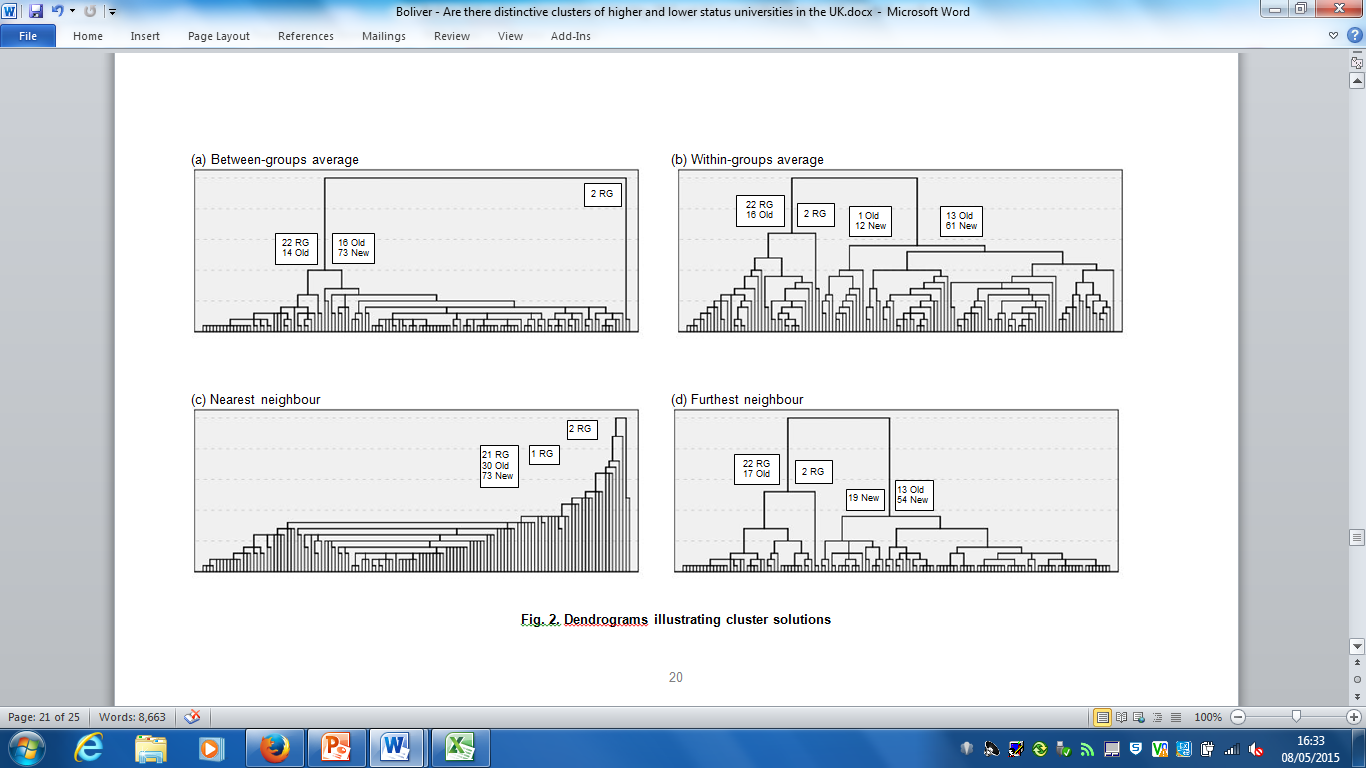 Boliver - Are there distinctive clusters of higher and lower status universities in the UK.docx - Microsoft Word
File Home Insert Page Layout References Mailings Review View Add-Ins
(a) Between-groups average
2 RG
22 RG
14 Old
16 Old
73 New
(b) Within-groups average
22 RG
16 Old
2 RG
1 Old
12 New
13 Old
61 New
(c) Nearest neighbour
2 RG
21 RG
30 Old
73 New
1 RG
(d) Furthest neighbour
22 RG
17 Old
2 RG
19 New
13 Old
54 New
Fig. 2. Dendrograms illustrating cluster solutions
20
Page: 21 of 25 Words: 8,663
100%
16:33
08/05/2015